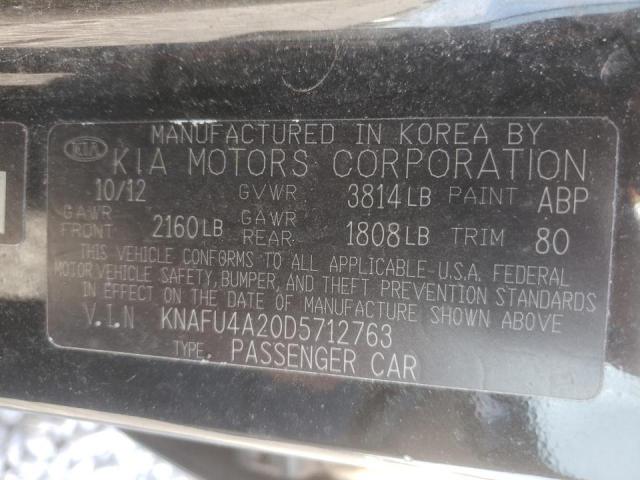 MANUFACTURED IN KOREA BY
KIA KIA MOTORS CORPORATION
10/12 GVWR 3814 LB PAINT ABP
GAWR FRONT 2160 LB GAWR REAR 1808 LB TRIM 80
THIS VEHICLE CONFORMS TO ALL APPLICABLE U.S.A. FEDERAL
MOTOR VEHICLE SAFETY, BUMPER, AND THEFT PREVENTION STANDARDS
IN EFFECT ON THE DATE OF MANUFACTURE SHOWN ABOVE
V.I.N KNAFU4A20D5712763
TYPE. PASSENGER CAR